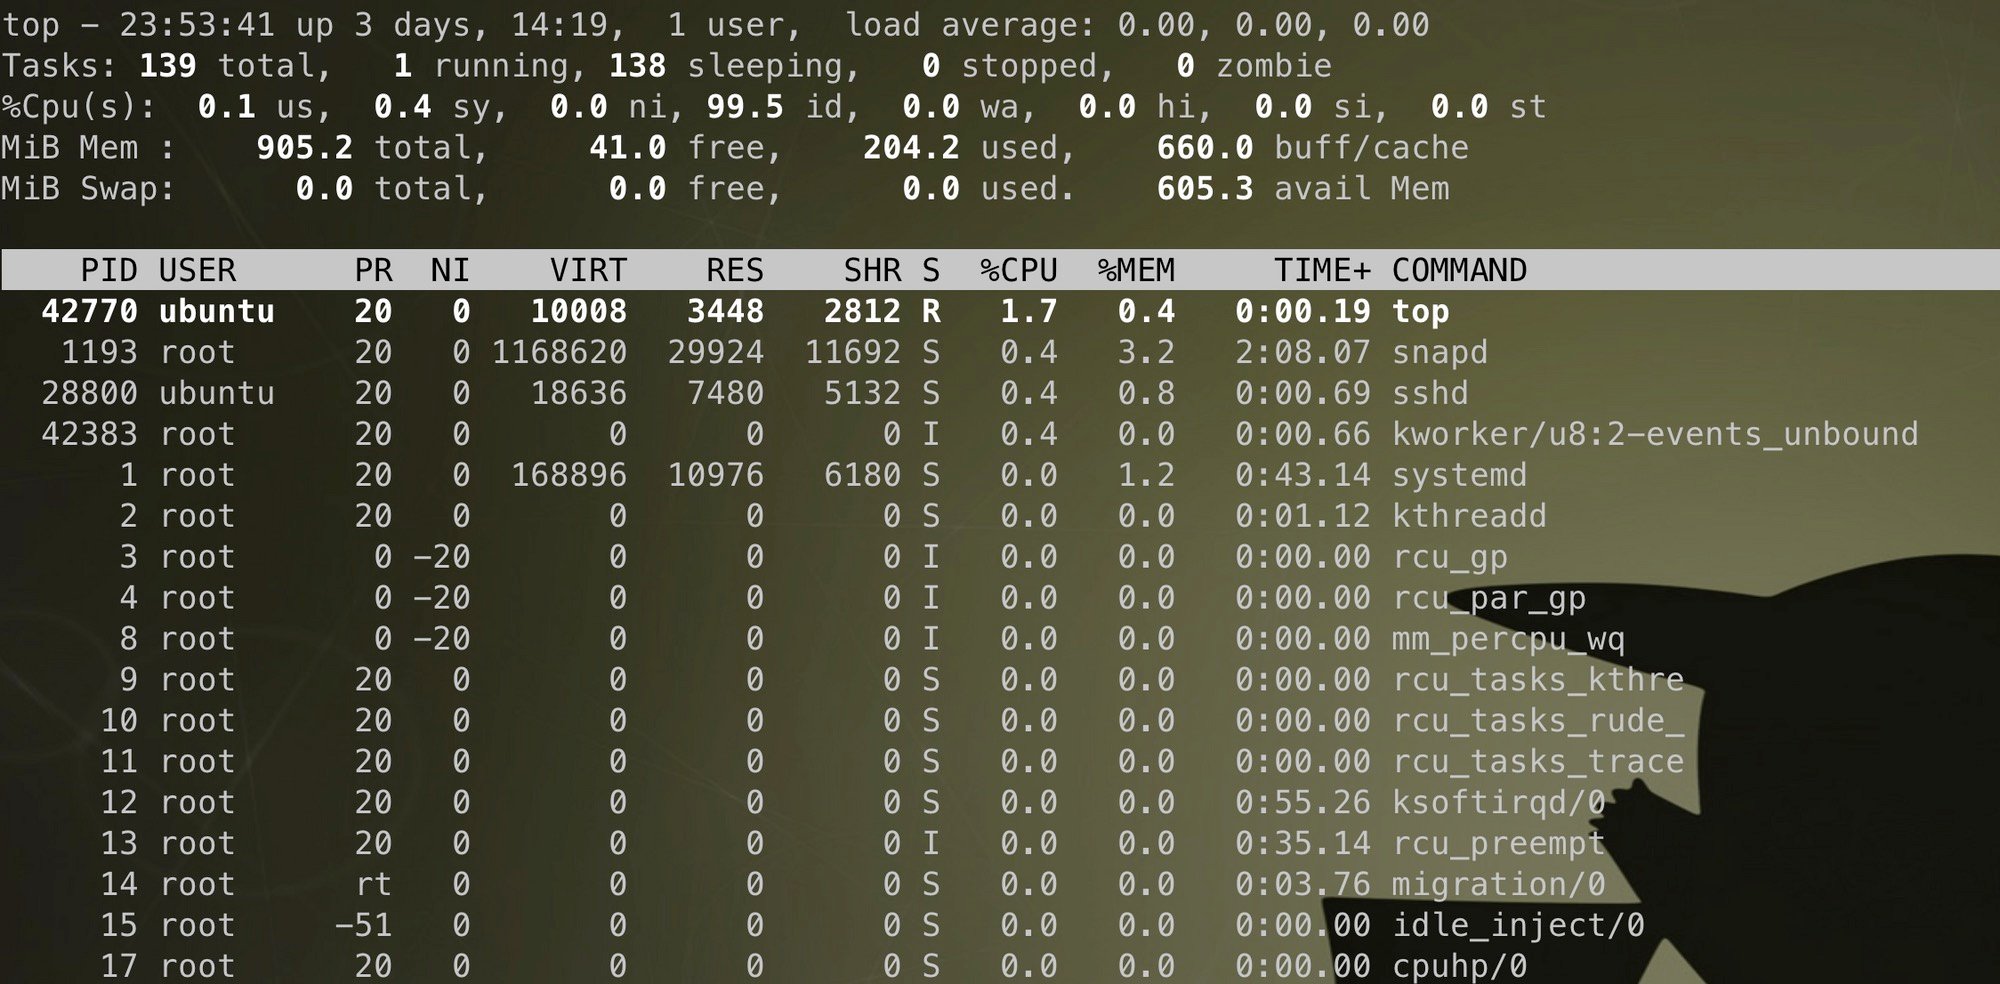 top - 23:53:41 up 3 days, 14:19,  1 user,  load average: 0.00, 0.00, 0.00
Tasks: 139 total,   1 running, 138 sleeping,   0 stopped,   0 zombie
%Cpu(s):  0.1 us,  0.4 sy,  0.0 ni, 99.5 id,  0.0 wa,  0.0 hi,  0.0 si,  0.0 st
MiB Mem :    905.2 total,     41.0 free,    204.2 used,    660.0 buff/cache
MiB Swap:      0.0 total,      0.0 free,      0.0 used.    605.3 avail Mem
PID USER      PR  NI    VIRT    RES    SHR S  %CPU  %MEM     TIME+ COMMAND
42770 ubuntu    20   0   10008   3448   2812 R   1.7   0.4   0:00.19 top
1193 root      20   0 1168620  29924  11692 S   0.4   3.2   2:08.07 snapd
28800 ubuntu    20   0   18636   7480   5132 S   0.4   0.8   0:00.69 sshd
42383 root      20   0       0      0      0 I   0.4   0.0   0:00.66 kworker/u8:2-events_unbound
1 root      20   0  168896  10976   6180 S   0.0   1.2   0:43.14 systemd
2 root      20   0       0      0      0 S   0.0   0.0   0:01.12 kthreadd
3 root       0 -20       0      0      0 I   0.0   0.0   0:00.00 rcu_gp
4 root       0 -20       0      0      0 I   0.0   0.0   0:00.00 rcu_par_gp
8 root       0 -20       0      0      0 I   0.0   0.0   0:00.00 mm_percpu_wq
9 root      20   0       0      0      0 S   0.0   0.0   0:00.00 rcu_tasks_kthre
10 root      20   0       0      0      0 S   0.0   0.0   0:00.00 rcu_tasks_rude_
11 root      20   0       0      0      0 S   0.0   0.0   0:00.00 rcu_tasks_trace
12 root      20   0       0      0      0 S   0.0   0.0   0:55.26 ksoftirqd/0
13 root      20   0       0      0      0 I   0.0   0.0   0:35.14 rcu_preempt
14 root      rt   0       0      0      0 S   0.0   0.0   0:03.76 migration/0
15 root     -51   0       0      0      0 S   0.0   0.0   0:00.00 idle_inject/0
17 root      20   0       0      0      0 S   0.0   0.0   0:00.00 cpuhp/0